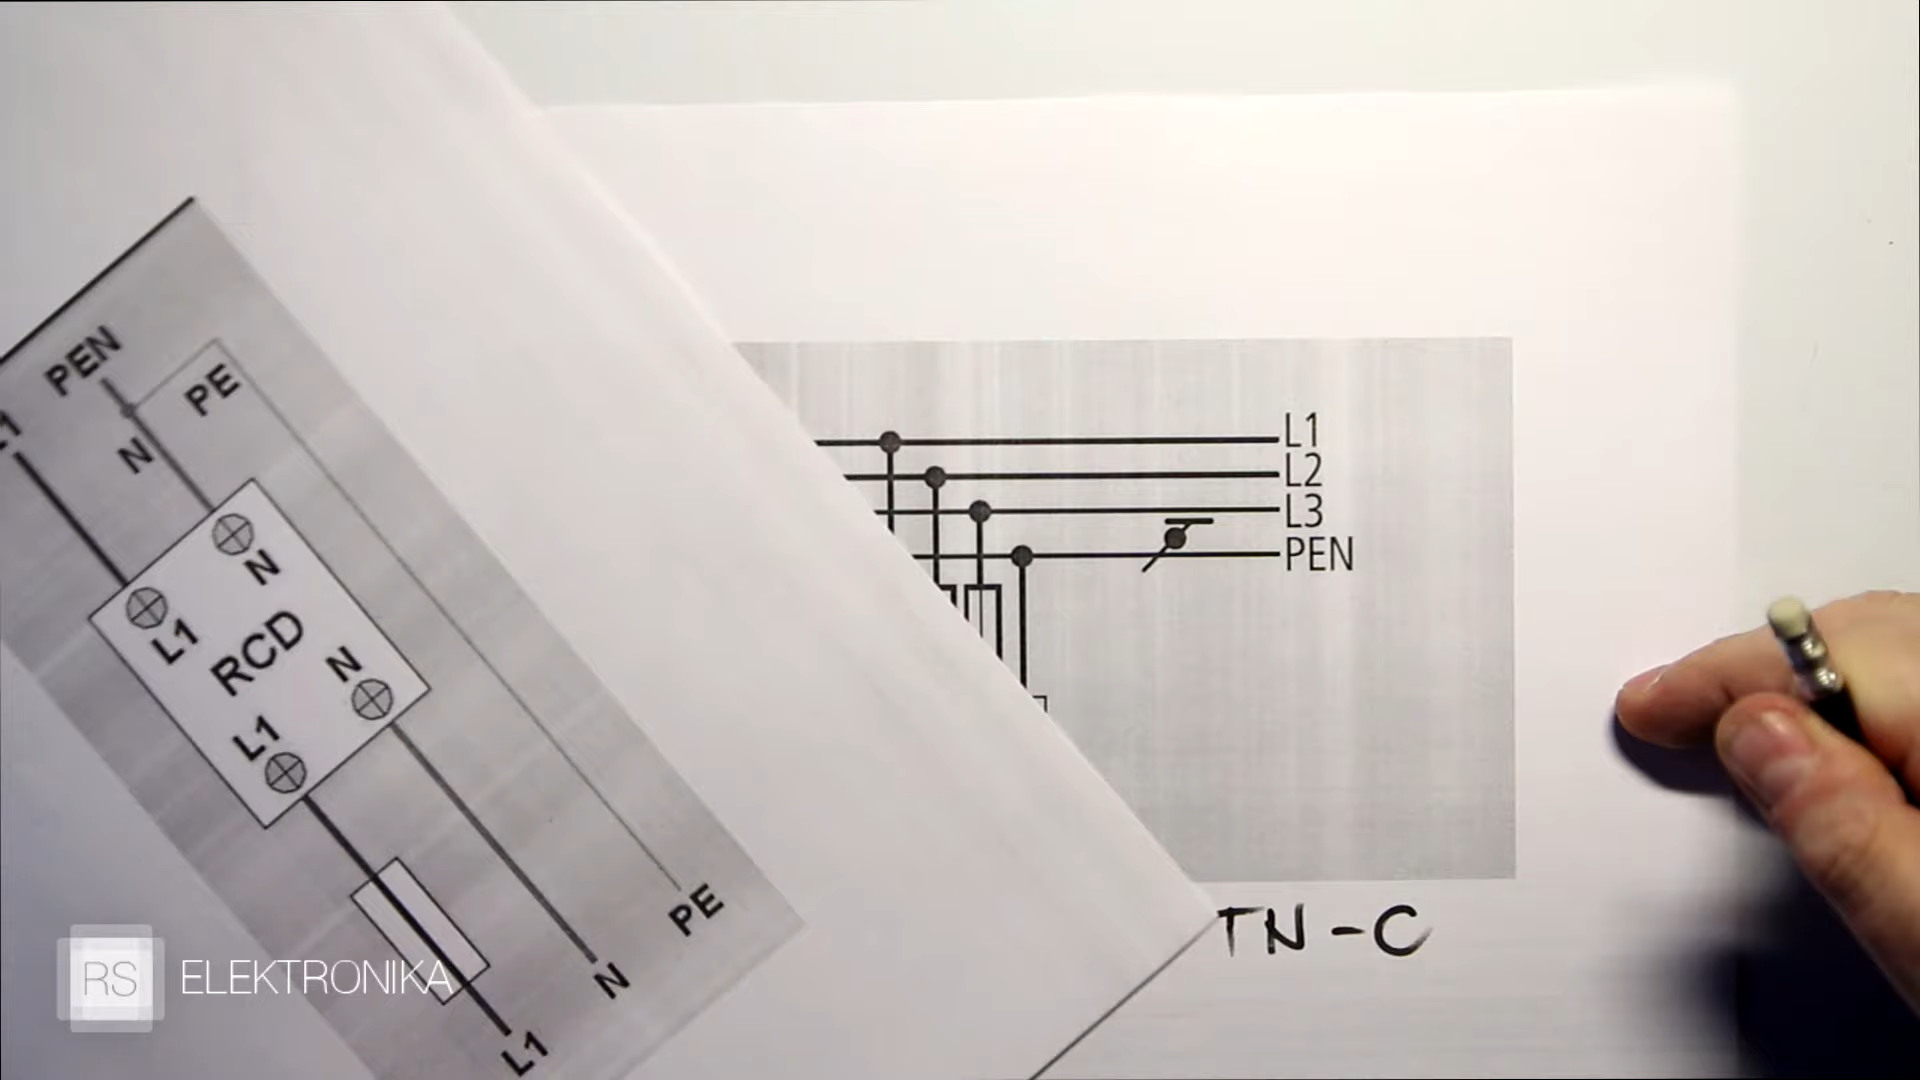 L1
PEN
PE
N
N
L1
RCD
N
L1
PE
N
L1
L1
L2
L3
PEN
TN-C
RS ELEKTRONIKA